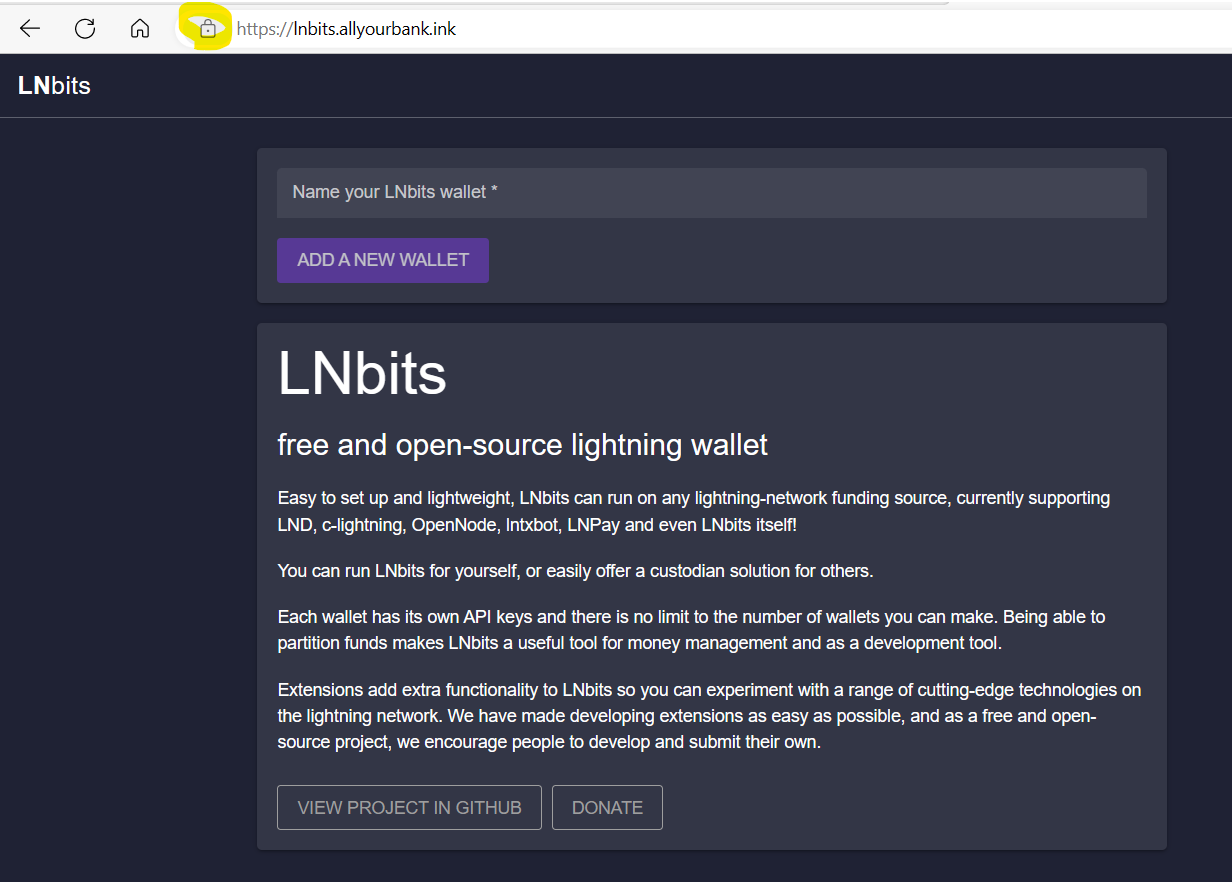 https://lnbits.allyourbank.ink
LNbits
Name your LNbits wallet *
ADD A NEW WALLET
LNbits
free and open-source lightning wallet
Easy to set up and lightweight, LNbits can run on any lightning-network funding source, currently supporting
LND, c-lightning, OpenNode, lntxbot, LNPay and even LNbits itself!
You can run LNbits for yourself, or easily offer a custodian solution for others.
Each wallet has its own API keys and there is no limit to the number of wallets you can make. Being able to
partition funds makes LNbits a useful tool for money management and as a development tool.
Extensions add extra functionality to LNbits so you can experiment with a range of cutting-edge technologies on
the lightning network. We have made developing extensions as easy as possible, and as a free and open-
source project, we encourage people to develop and submit their own.
VIEW PROJECT IN GITHUB
DONATE